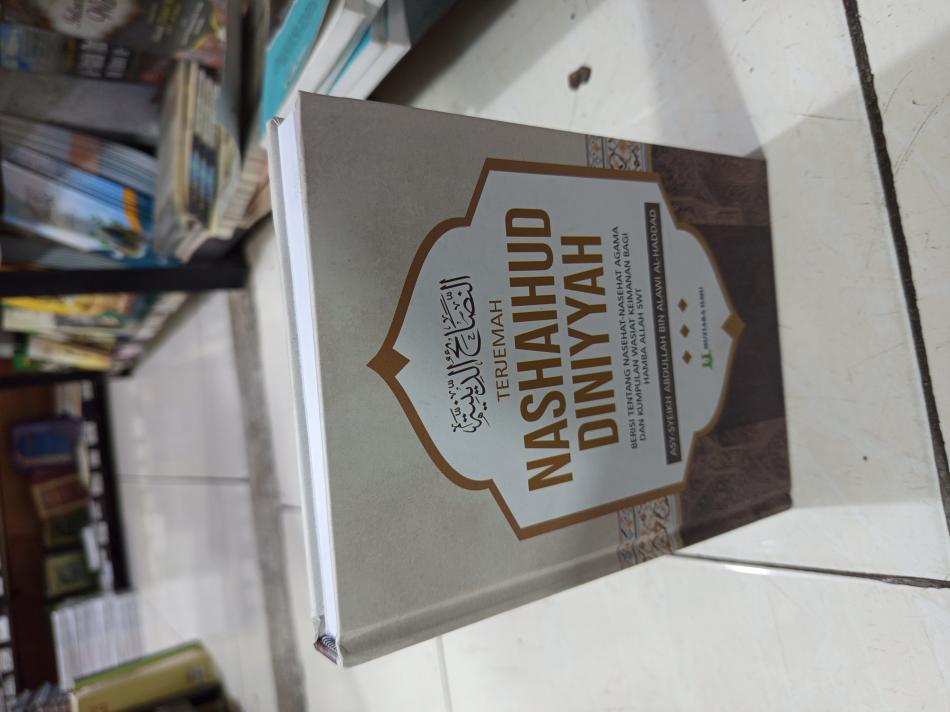 النصائح الدينية
TERJEMAH
NASHAIHUD
DINIYYAH
BERISI TENTANG NASEHAT-NASEHAT AGAMA
DAN KUMPULAN WASIAT KEIMANAN BAGI
HAMBA ALLAH SWT
ASY-SYEIKH ABDULLAH BIN ALAWI AL-HADDAD
MUTIARA ILMU